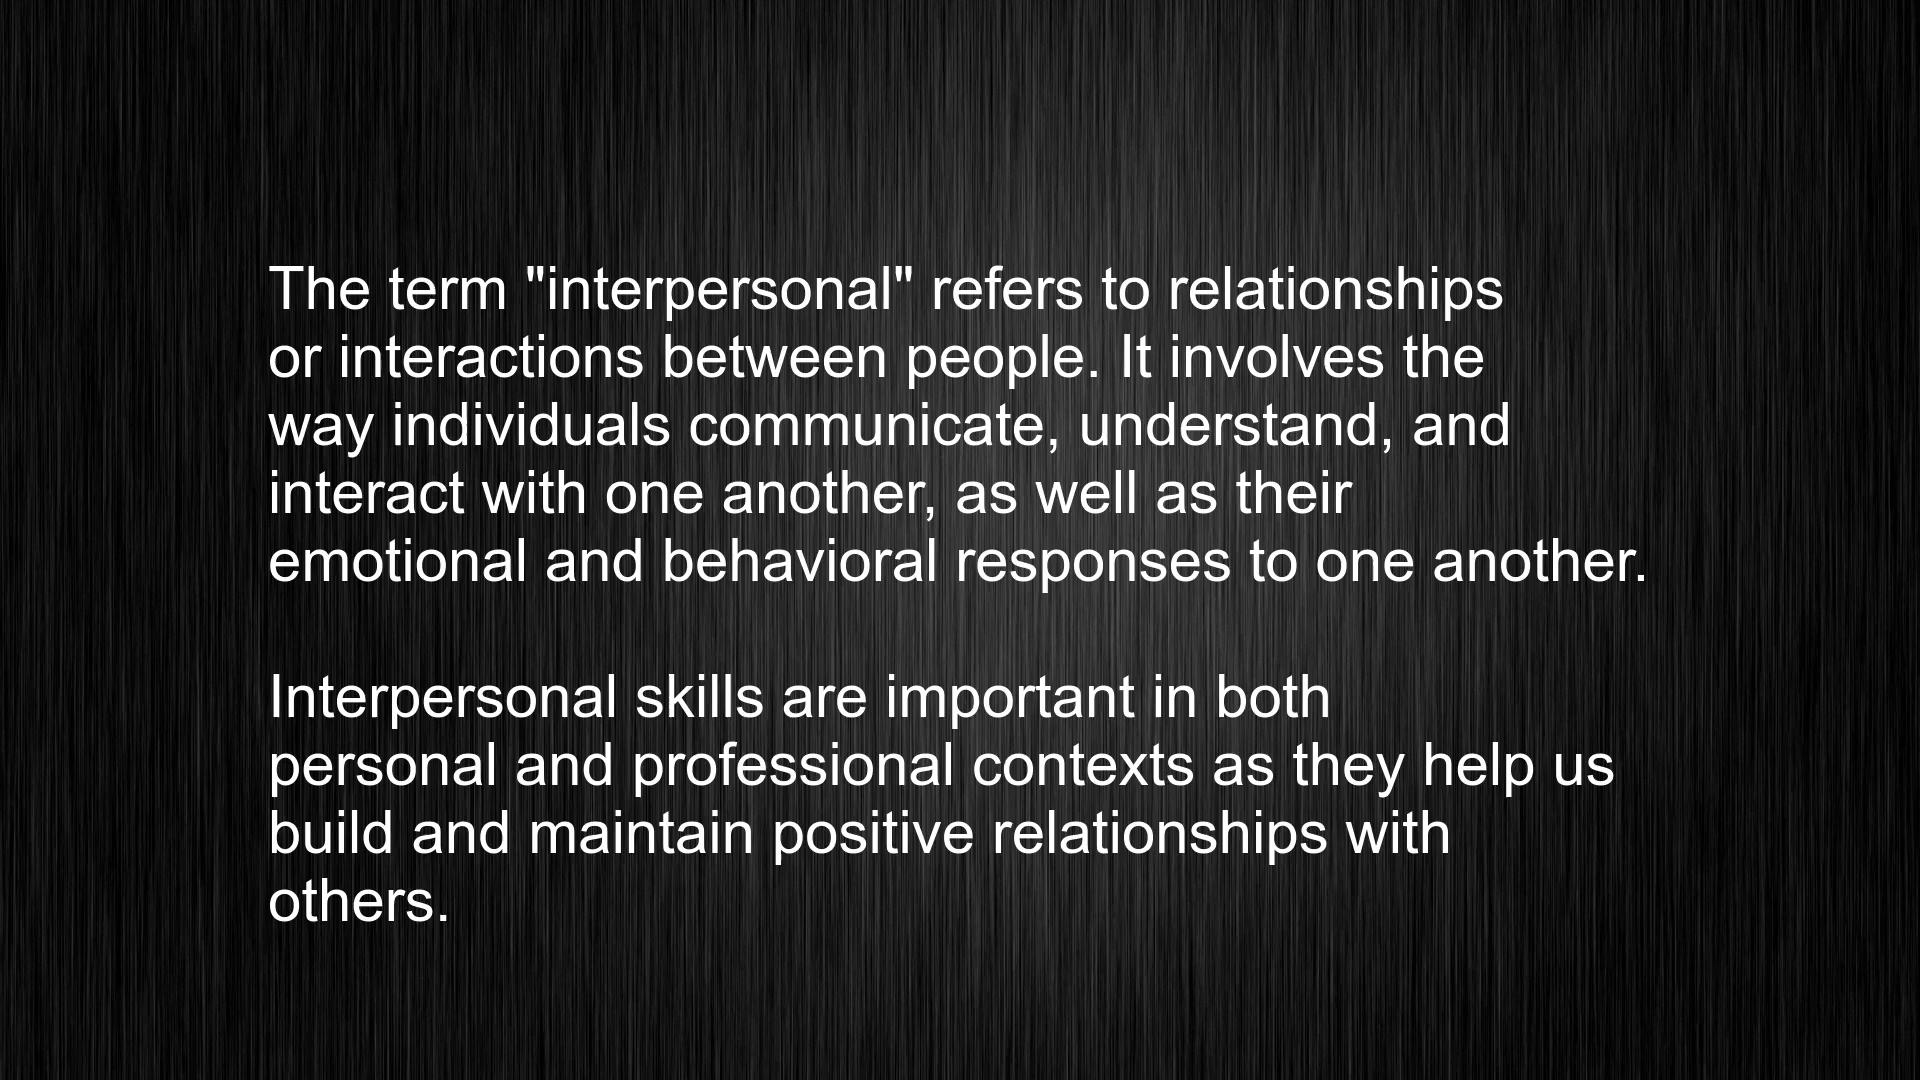 The term "interpersonal" refers to relationships
or interactions between people. It involves the
way individuals communicate, understand, and
interact with one another, as well as their
emotional and behavioral responses to one another.
Interpersonal skills are important in both
personal and professional contexts as they help us
build and maintain positive relationships with
others.